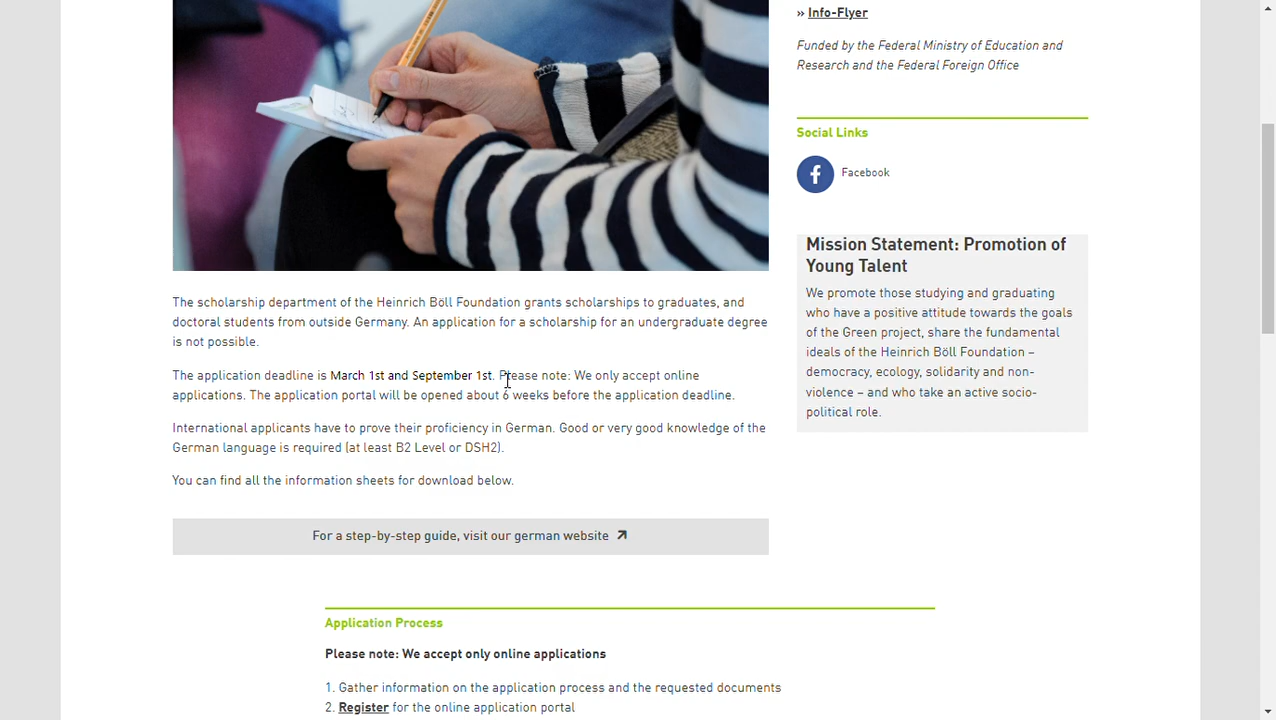 » Info-Flyer
Funded by the Federal Ministry of Education and
Research and the Federal Foreign Office
Social Links
Facebook
Mission Statement: Promotion of
Young Talent
We promote those studying and graduating
who have a positive attitude towards the goals
of the Green project, share the fundamental
ideals of the Heinrich Böll Foundation –
democracy, ecology, solidarity and non-
violence – and who take an active socio-
political role.
The scholarship department of the Heinrich Böll Foundation grants scholarships to graduates, and
doctoral students from outside Germany. An application for a scholarship for an undergraduate degree
is not possible.
The application deadline is March 1st and September 1st. Please note: We only accept online
applications. The application portal will be opened about 6 weeks before the application deadline.
International applicants have to prove their proficiency in German. Good or very good knowledge of the
German language is required (at least B2 Level or DSH2).
You can find all the information sheets for download below.
For a step-by-step guide, visit our german website
Application Process
Please note: We accept only online applications
1. Gather information on the application process and the requested documents
2. Register for the online application portal